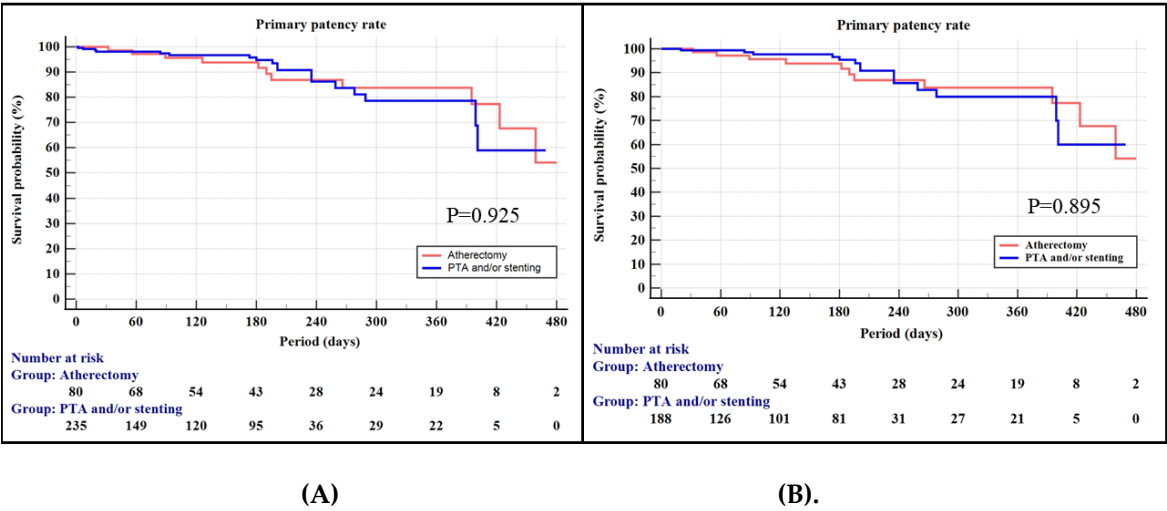 Primary patency rate
Survival probability (%)
100
90
80
70
60
50
40
30
20
10
0
P=0.925
Atherectomy
PTA and/or stenting
0 60 120 180 240 300 360 420 480
Period (days)
Number at risk
Group: Atherectomy
80 68 54 43 28 24 19 8 2
Group: PTA and/or stenting
235 149 120 95 36 29 22 5 0
Primary patency rate
Survival probability (%)
100
90
80
70
60
50
40
30
20
10
0
P=0.895
Atherectomy
PTA and/or stenting
0 60 120 180 240 300 360 420 480
Period (days)
Number at risk
Group: Atherectomy
80 68 54 43 28 24 19 8 2
Group: PTA and/or stenting
188 126 101 81 31 27 21 5 0
(A) (B).